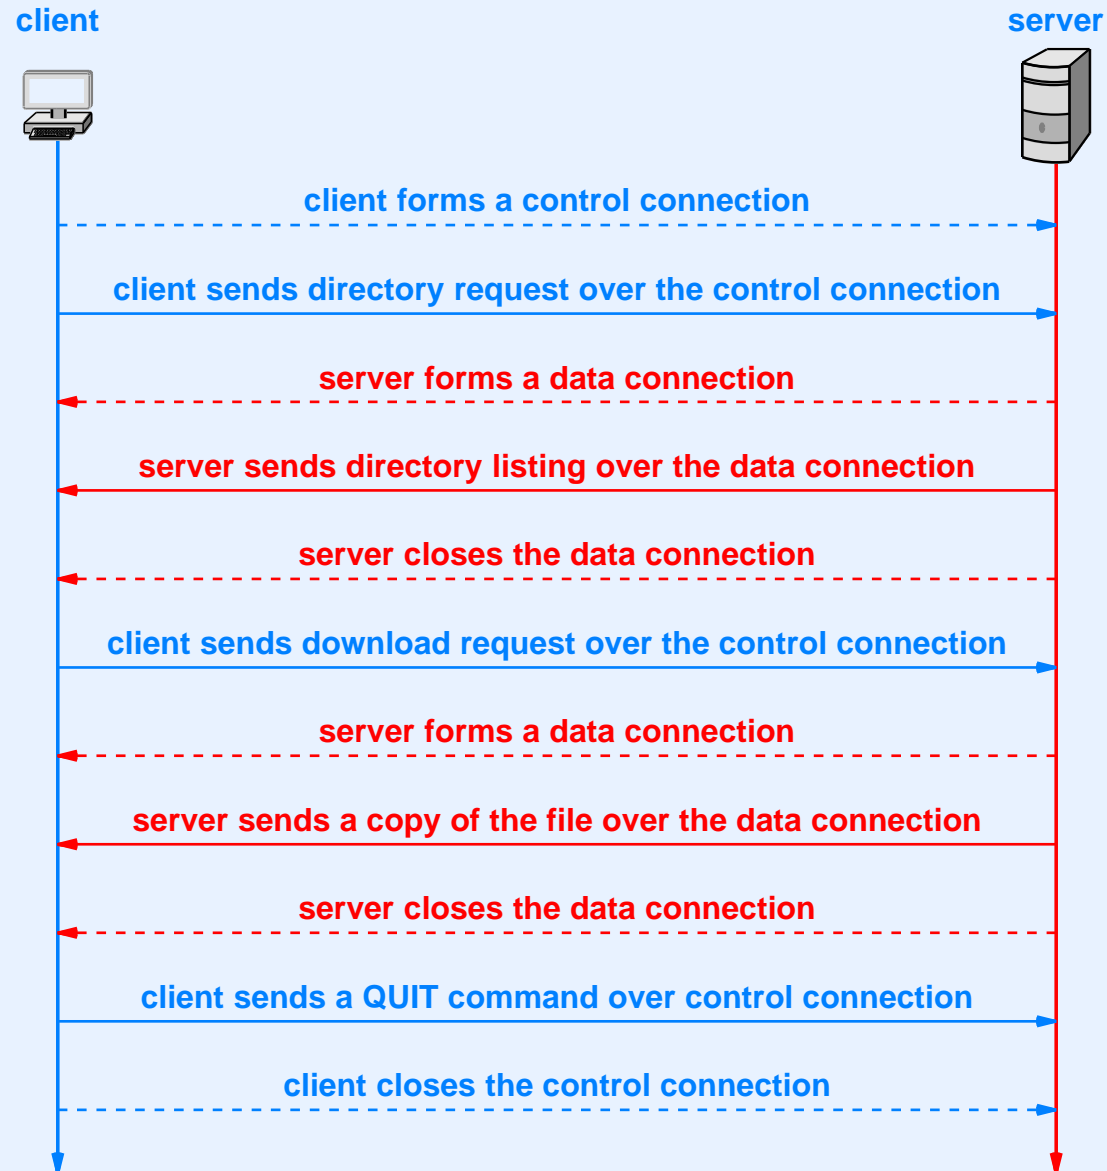 client
server
client forms a control connection
client sends directory request over the control connection
server forms a data connection
server sends directory listing over the data connection
server closes the data connection
client sends download request over the control connection
server forms a data connection
server sends a copy of the file over the data connection
server closes the data connection
client sends a QUIT command over control connection
client closes the control connection